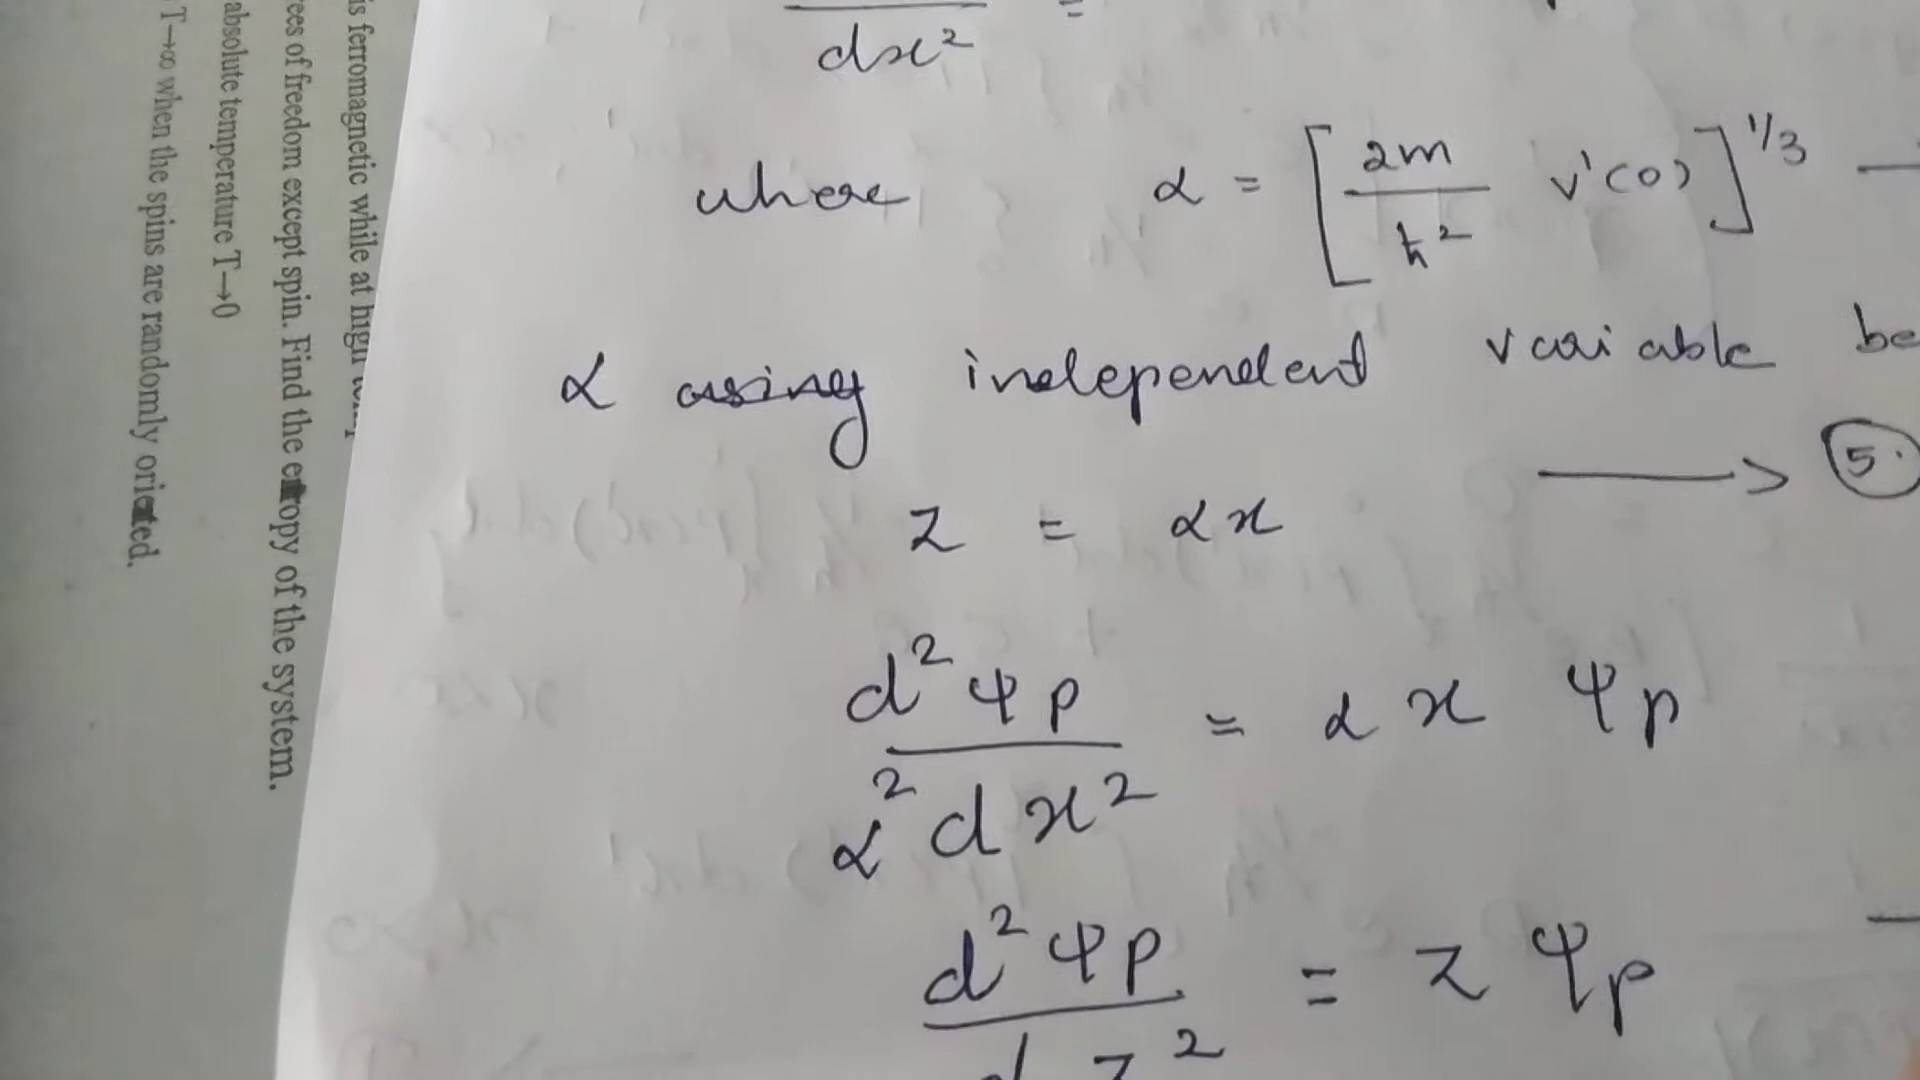 dx² =
where α = [2m/ħ² v'(0)]^1/3 —
α using independent variable be
⟶ (5.
z = αx
d²ψp / α²dx² = αx ψp
d²ψp / dz² = z ψp —
is ferromagnetic while at high
rees of freedom except spin. Find the entropy of the system.
absolute temperature T→0
T→∞ when the spins are randomly oriented.